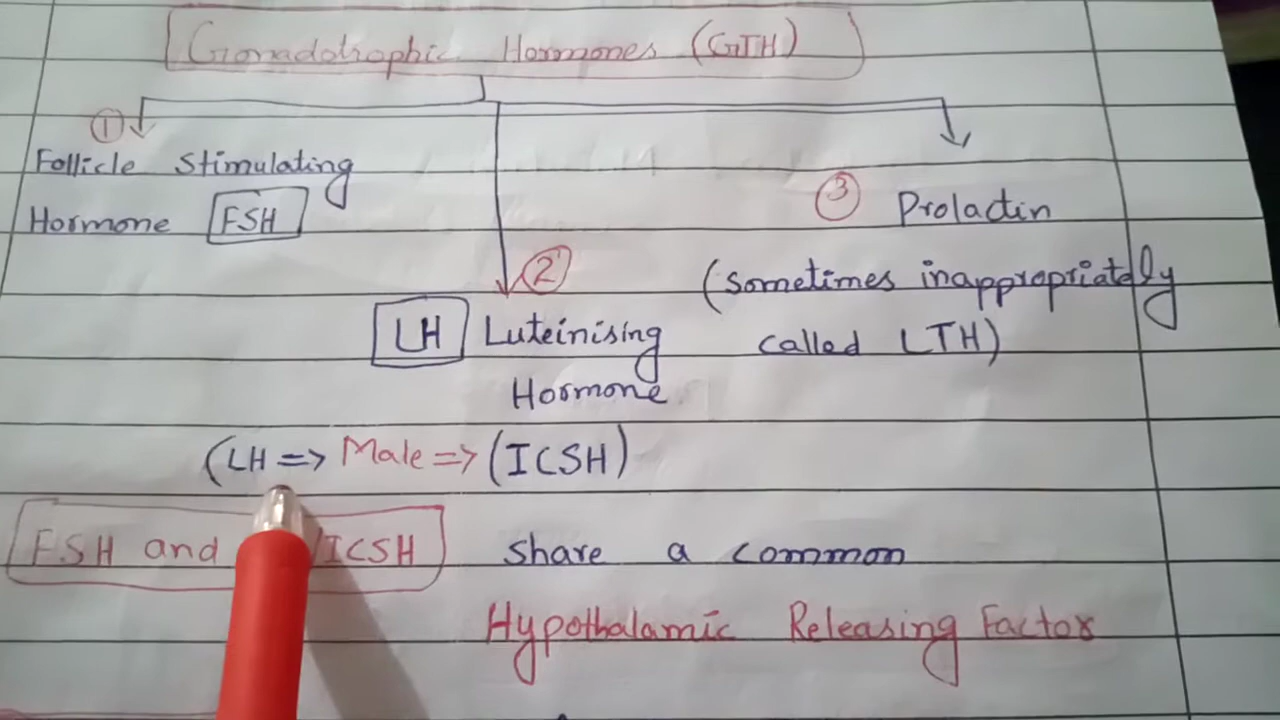 Gonadotrophic Hormones (GTH)
①
Follicle Stimulating
Hormone FSH
③ Prolactin
(sometimes inappropriately
called LTH)
②
LH Luteinising
Hormone
(LH => Male => (ICSH)
FSH and /ICSH share a common
Hypothalamic Releasing Factor